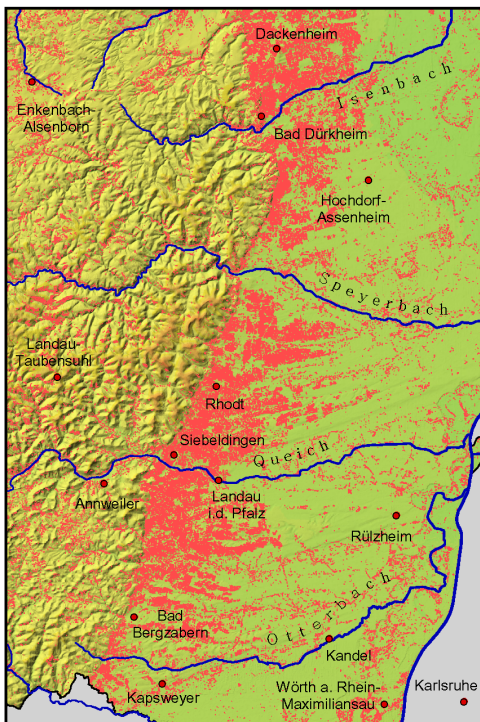 Dackenheim
Isenbach
Enkenbach-
Alsenborn
Bad Dürkheim
Hochdorf-
Assenheim
Speyerbach
Landau-
Taubensuhl
Rhodt
Siebeldingen
Queich
Annweiler
Landau
i.d. Pfalz
Rülzheim
Otterbach
Bad
Bergzabern
Kandel
Kapsweyer
Wörth a. Rhein-
Maximiliansau
Karlsruhe